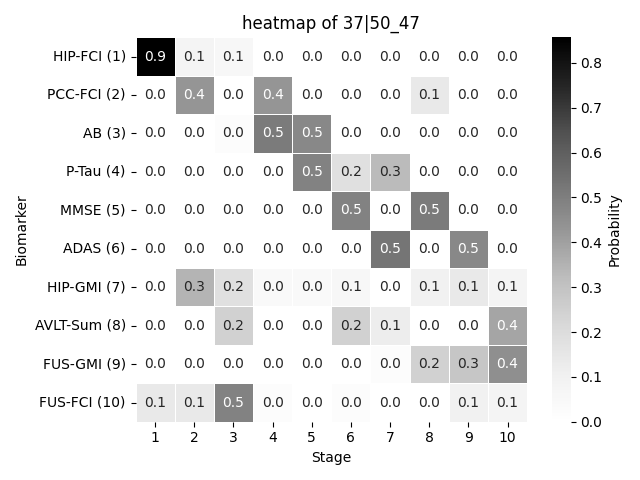 heatmap of 37|50_47
HIP-FCI (1) 0.9 0.1 0.1 0.0 0.0 0.0 0.0 0.0 0.0 0.0
PCC-FCI (2) 0.0 0.4 0.0 0.4 0.0 0.0 0.0 0.1 0.0 0.0
AB (3) 0.0 0.0 0.0 0.5 0.5 0.0 0.0 0.0 0.0 0.0
P-Tau (4) 0.0 0.0 0.0 0.0 0.5 0.2 0.3 0.0 0.0 0.0
MMSE (5) 0.0 0.0 0.0 0.0 0.0 0.5 0.0 0.5 0.0 0.0
ADAS (6) 0.0 0.0 0.0 0.0 0.0 0.0 0.5 0.0 0.5 0.0
HIP-GMI (7) 0.0 0.3 0.2 0.0 0.0 0.1 0.0 0.1 0.1 0.1
AVLT-Sum (8) 0.0 0.0 0.2 0.0 0.0 0.2 0.1 0.0 0.0 0.4
FUS-GMI (9) 0.0 0.0 0.0 0.0 0.0 0.0 0.0 0.2 0.3 0.4
FUS-FCI (10) 0.1 0.1 0.5 0.0 0.0 0.0 0.0 0.0 0.1 0.1
1 2 3 4 5 6 7 8 9 10
Stage
Biomarker
0.8
0.7
0.6
0.5
0.4
0.3
0.2
0.1
0.0
Probability